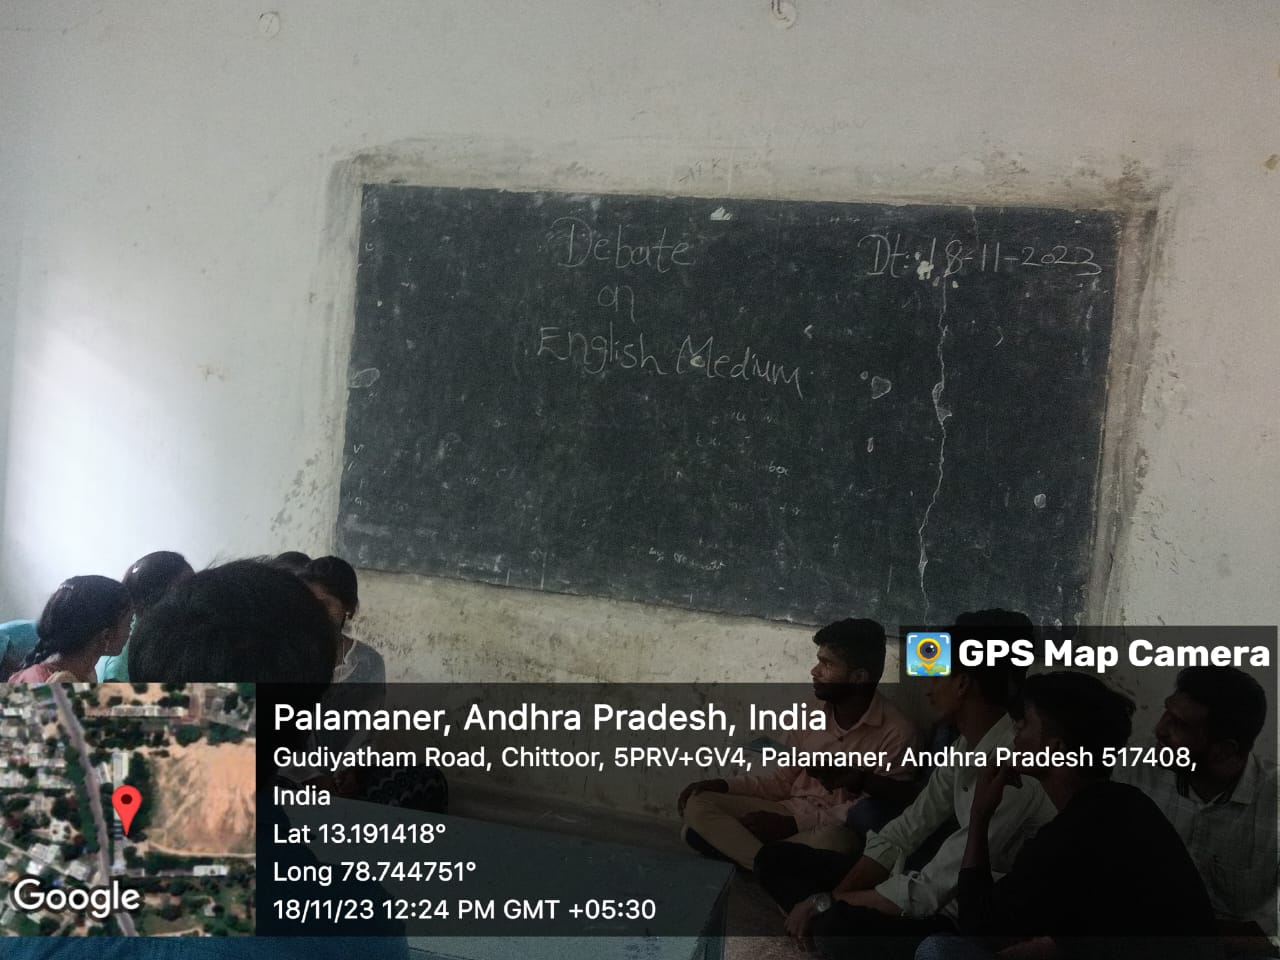 Debate
on
English Medium
Dt: 18-11-2023
GPS Map Camera
Palamaner, Andhra Pradesh, India
Gudiyatham Road, Chittoor, 5PRV+GV4, Palamaner, Andhra Pradesh 517408,
India
Lat 13.191418°
Long 78.744751°
18/11/23 12:24 PM GMT +05:30
Google